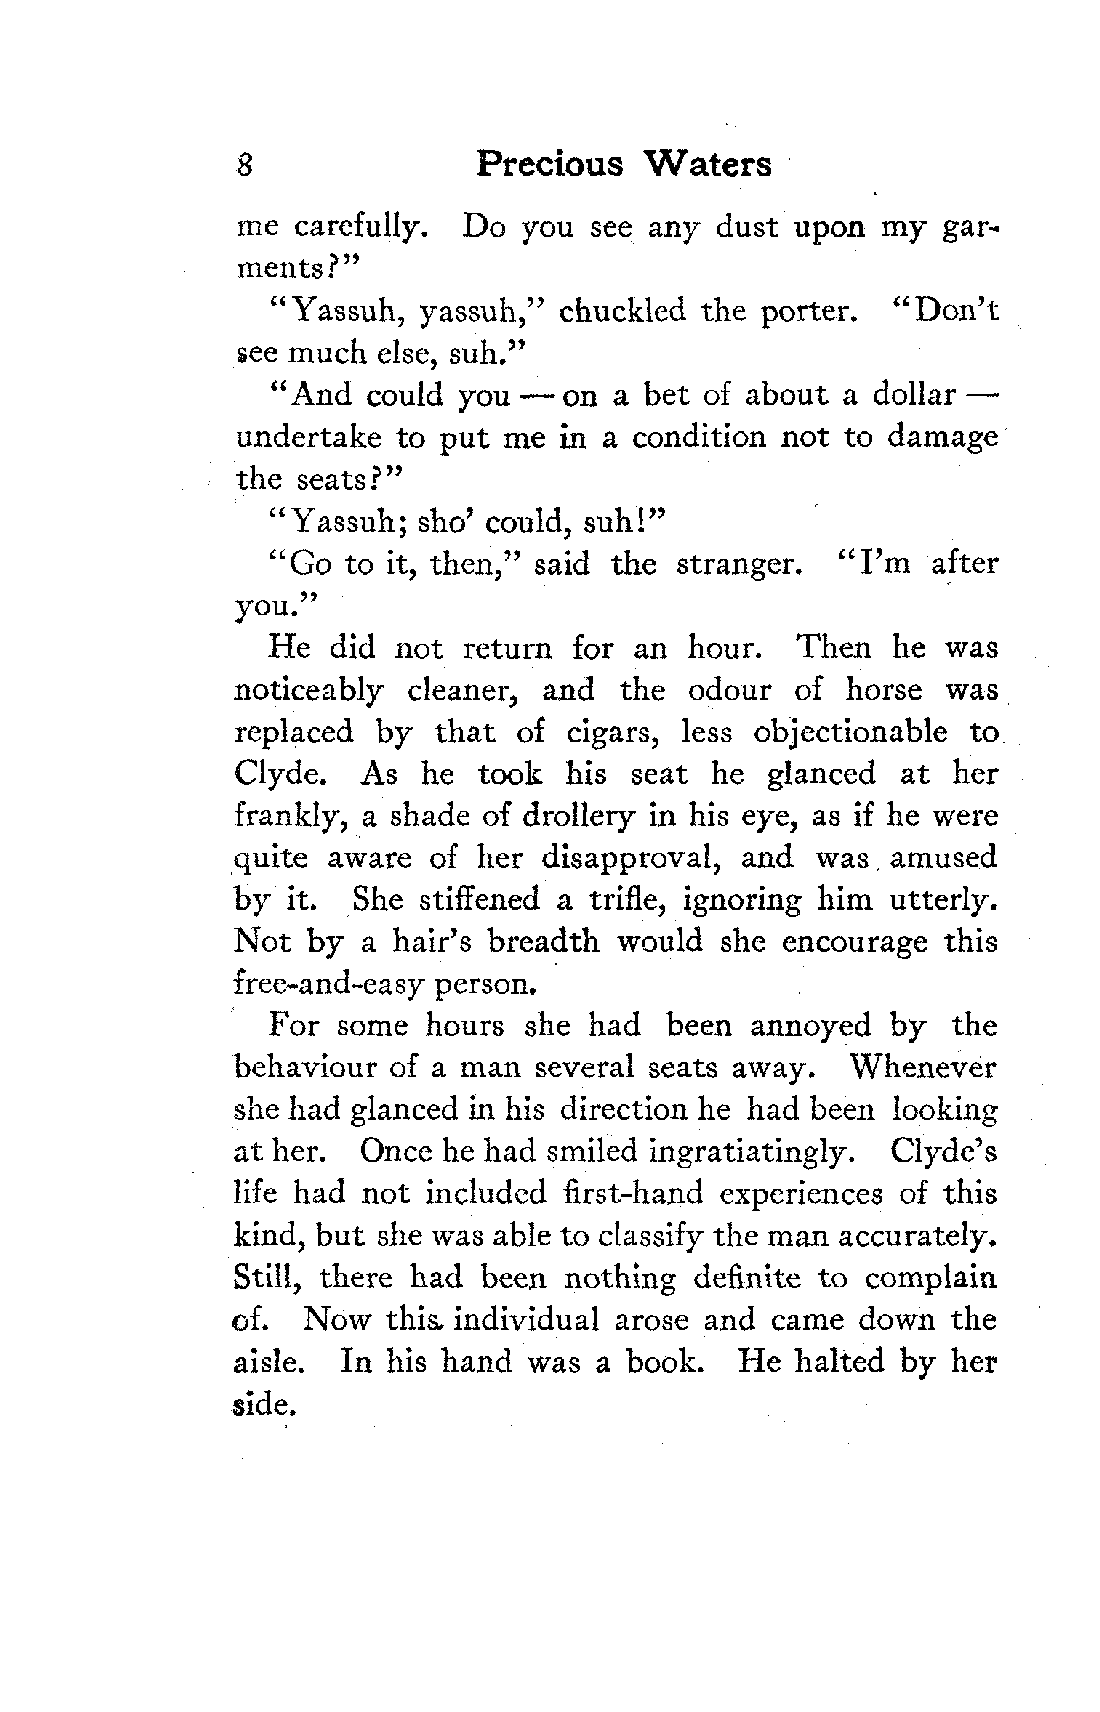 8 Precious Waters
me carefully. Do you see any dust upon my gar-
ments?"
"Yassuh, yassuh," chuckled the porter. "Don't
see much else, suh."
"And could you — on a bet of about a dollar —
undertake to put me in a condition not to damage
the seats?"
"Yassuh; sho' could, suh!"
"Go to it, then," said the stranger. "I'm after
you."
He did not return for an hour. Then he was
noticeably cleaner, and the odour of horse was
replaced by that of cigars, less objectionable to
Clyde. As he took his seat he glanced at her
frankly, a shade of drollery in his eye, as if he were
quite aware of her disapproval, and was amused
by it. She stiffened a trifle, ignoring him utterly.
Not by a hair's breadth would she encourage this
free-and-easy person.
For some hours she had been annoyed by the
behaviour of a man several seats away. Whenever
she had glanced in his direction he had been looking
at her. Once he had smiled ingratiatingly. Clyde's
life had not included first-hand experiences of this
kind, but she was able to classify the man accurately.
Still, there had been nothing definite to complain
of. Now this individual arose and came down the
aisle. In his hand was a book. He halted by her
side.